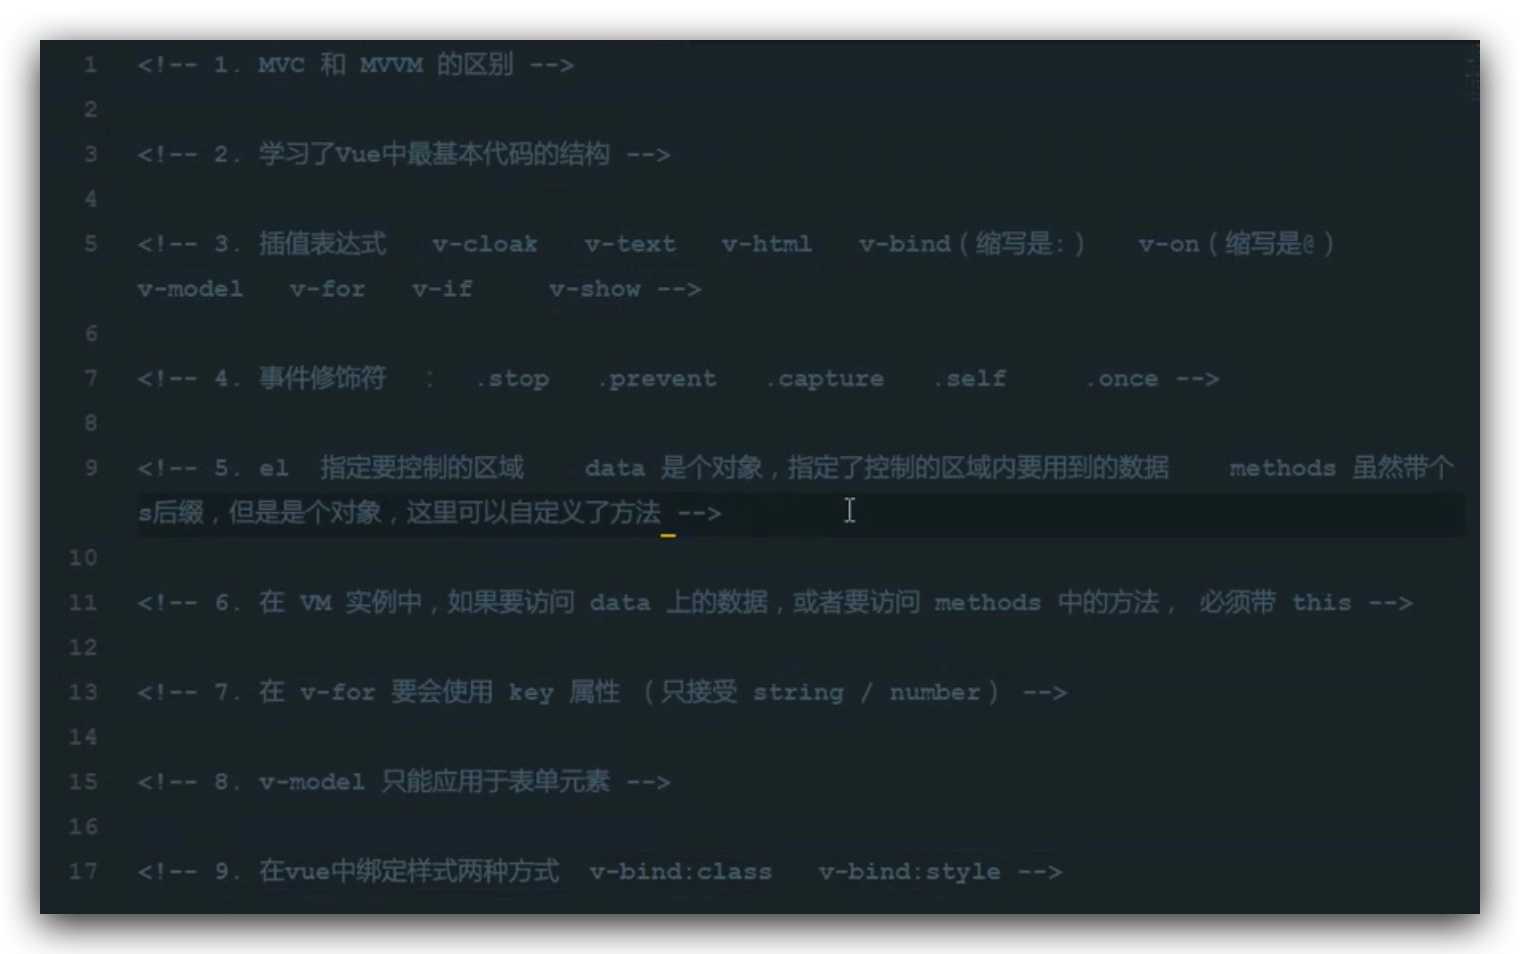 1 <!-- 1. MVC 和 MVVM 的区别 -->
2
3 <!-- 2. 学习了Vue中最基本代码的结构 -->
4
5 <!-- 3. 插值表达式 v-cloak v-text v-html v-bind(缩写是:) v-on(缩写是@)
v-model v-for v-if v-show -->
6
7 <!-- 4. 事件修饰符 : .stop .prevent .capture .self .once -->
8
9 <!-- 5. el 指定要控制的区域 data 是个对象，指定了控制的区域内要用到的数据 methods 虽然带个
s后缀，但是是个对象，这里可以自定义了方法 -->
10
11 <!-- 6. 在 VM 实例中，如果要访问 data 上的数据，或者要访问 methods 中的方法， 必须带 this -->
12
13 <!-- 7. 在 v-for 要会使用 key 属性 （只接受 string / number） -->
14
15 <!-- 8. v-model 只能应用于表单元素 -->
16
17 <!-- 9. 在vue中绑定样式两种方式 v-bind:class v-bind:style -->